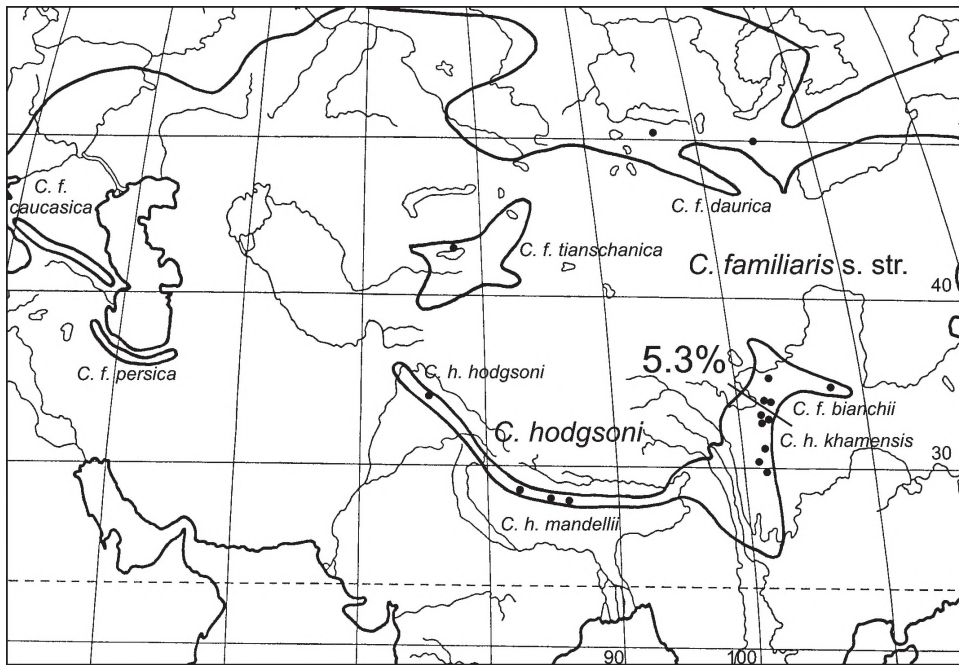 C. f.
caucasica
C. f. daurica
C. f. tianschanica
C. familiaris s. str.
40
C. f. persica
5.3%
C. h. hodgsoni
C. f. bianchii
C. hodgsoni
C. h. khamensis
30
C. h. mandellii
90
100